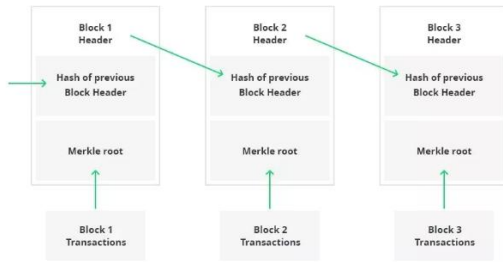 Block 1
Header
Block 2
Header
Block 3
Header
Hash of previous
Block Header
Hash of previous
Block Header
Hash of previous
Block Header
Merkle root
Merkle root
Merkle root
Block 1
Transactions
Block 2
Transactions
Block 3
Transactions